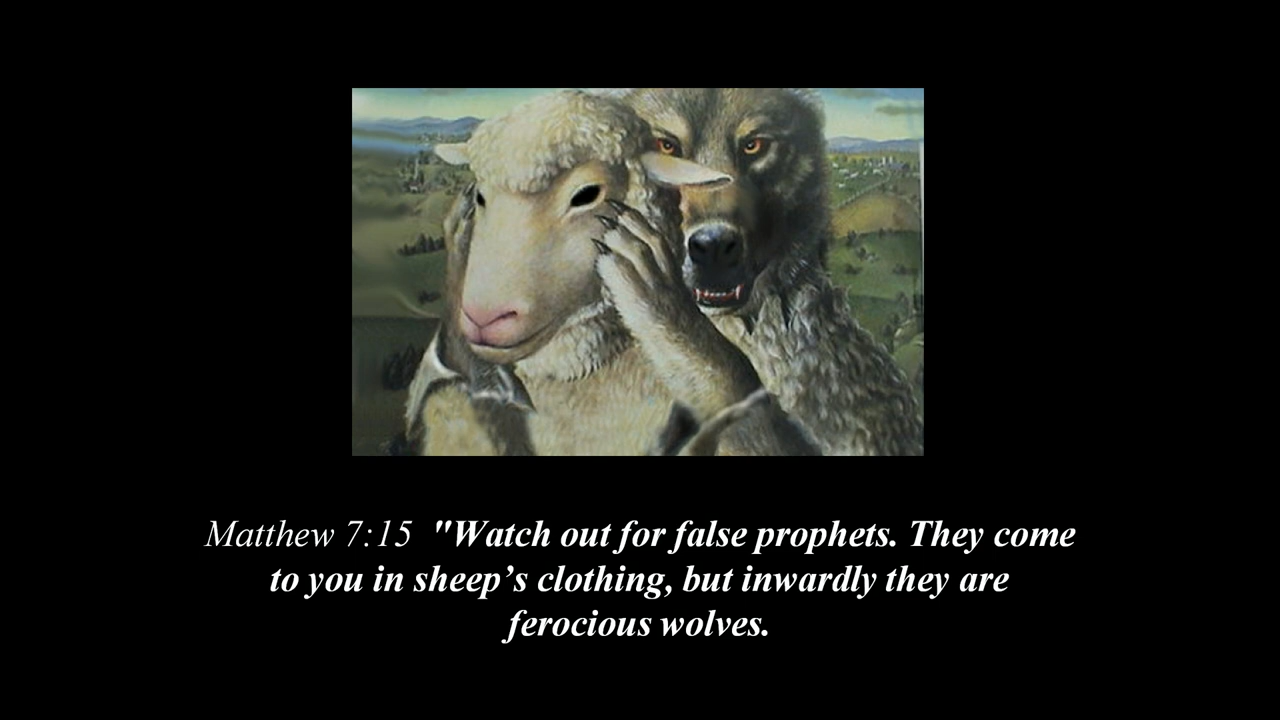 Matthew 7:15  "Watch out for false prophets. They come
to you in sheep’s clothing, but inwardly they are
ferocious wolves.